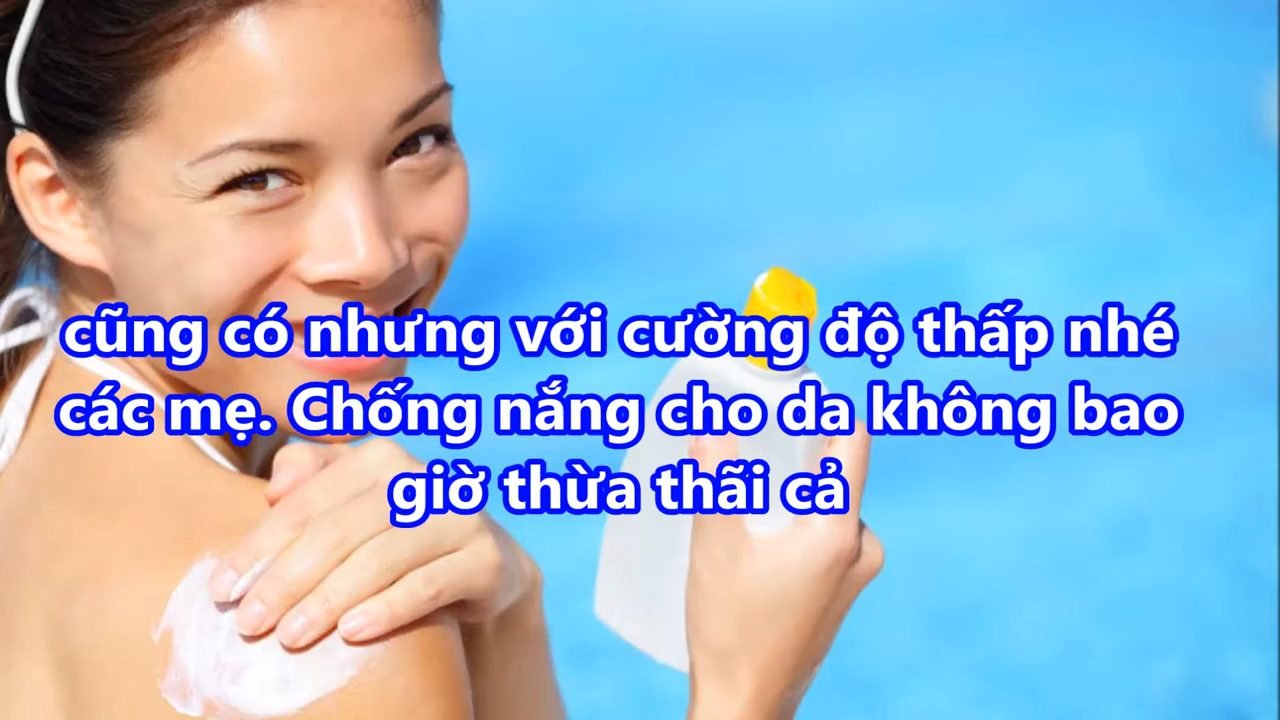 cũng có nhưng với cường độ thấp nhé
các mẹ. Chống nắng cho da không bao
giờ thừa thãi cả